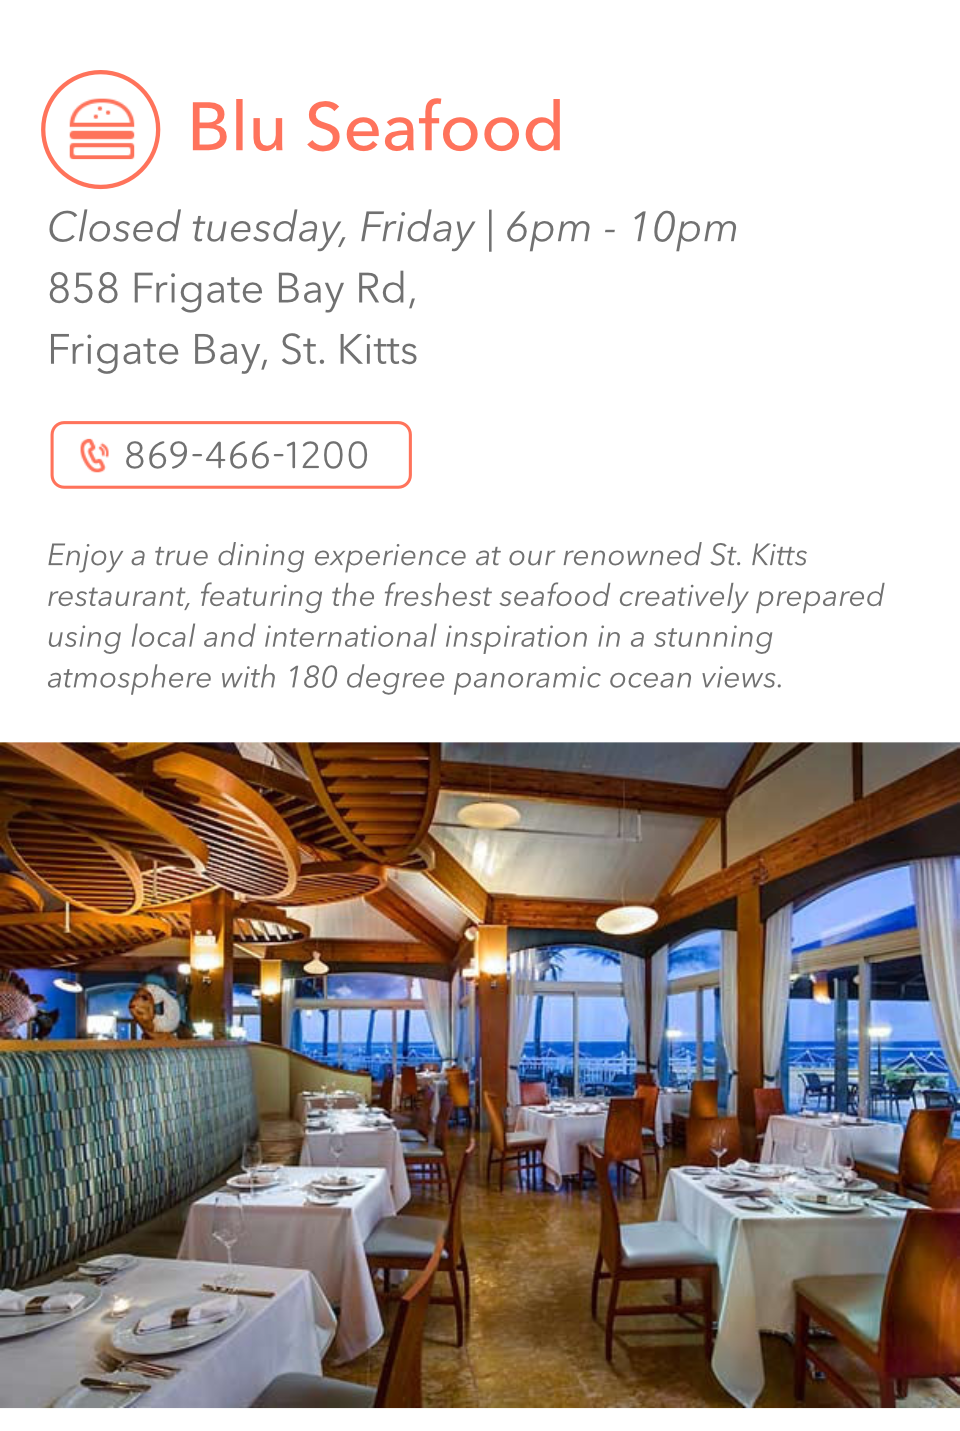 Blu Seafood
Closed tuesday, Friday | 6pm - 10pm
858 Frigate Bay Rd,
Frigate Bay, St. Kitts
869-466-1200
Enjoy a true dining experience at our renowned St. Kitts
restaurant, featuring the freshest seafood creatively prepared
using local and international inspiration in a stunning
atmosphere with 180 degree panoramic ocean views.